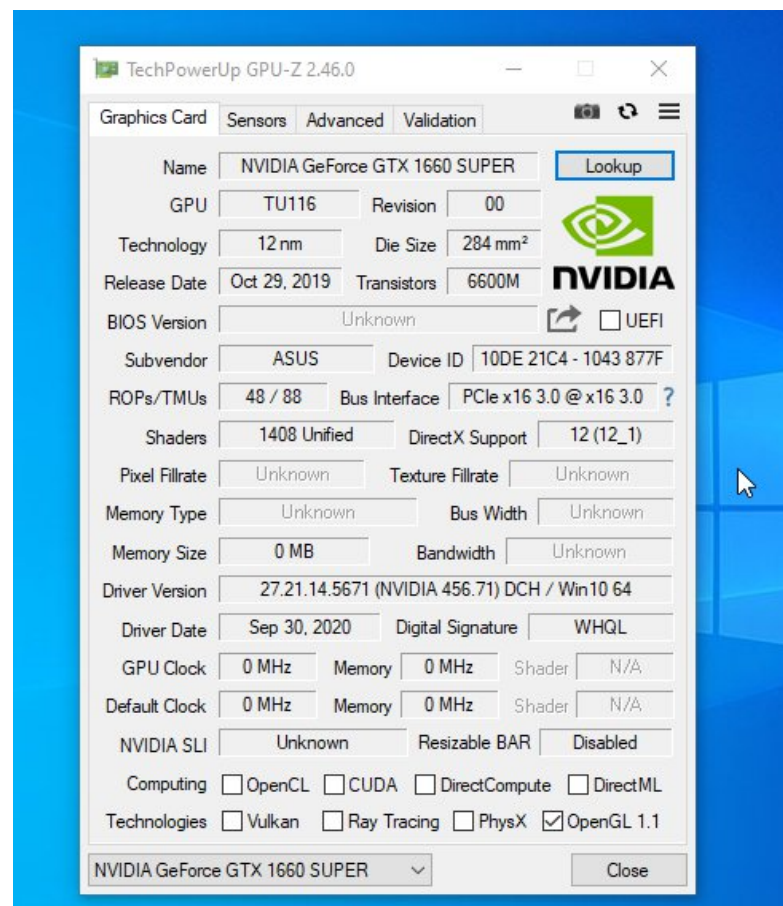 TechPowerUp GPU-Z 2.46.0
Graphics Card Sensors Advanced Validation
Name NVIDIA GeForce GTX 1660 SUPER Lookup
GPU TU116 Revision 00
Technology 12 nm Die Size 284 mm²
Release Date Oct 29, 2019 Transistors 6600M NVIDIA
BIOS Version Unknown UEFI
Subvendor ASUS Device ID 10DE 21C4 - 1043 877F
ROPs/TMUs 48 / 88 Bus Interface PCIe x16 3.0 @ x16 3.0 ?
Shaders 1408 Unified DirectX Support 12 (12_1)
Pixel Fillrate Unknown Texture Fillrate Unknown
Memory Type Unknown Bus Width Unknown
Memory Size 0 MB Bandwidth Unknown
Driver Version 27.21.14.5671 (NVIDIA 456.71) DCH / Win10 64
Driver Date Sep 30, 2020 Digital Signature WHQL
GPU Clock 0 MHz Memory 0 MHz Shader N/A
Default Clock 0 MHz Memory 0 MHz Shader N/A
NVIDIA SLI Unknown Resizable BAR Disabled
Computing OpenCL CUDA DirectCompute DirectML
Technologies Vulkan Ray Tracing PhysX OpenGL 1.1
NVIDIA GeForce GTX 1660 SUPER Close